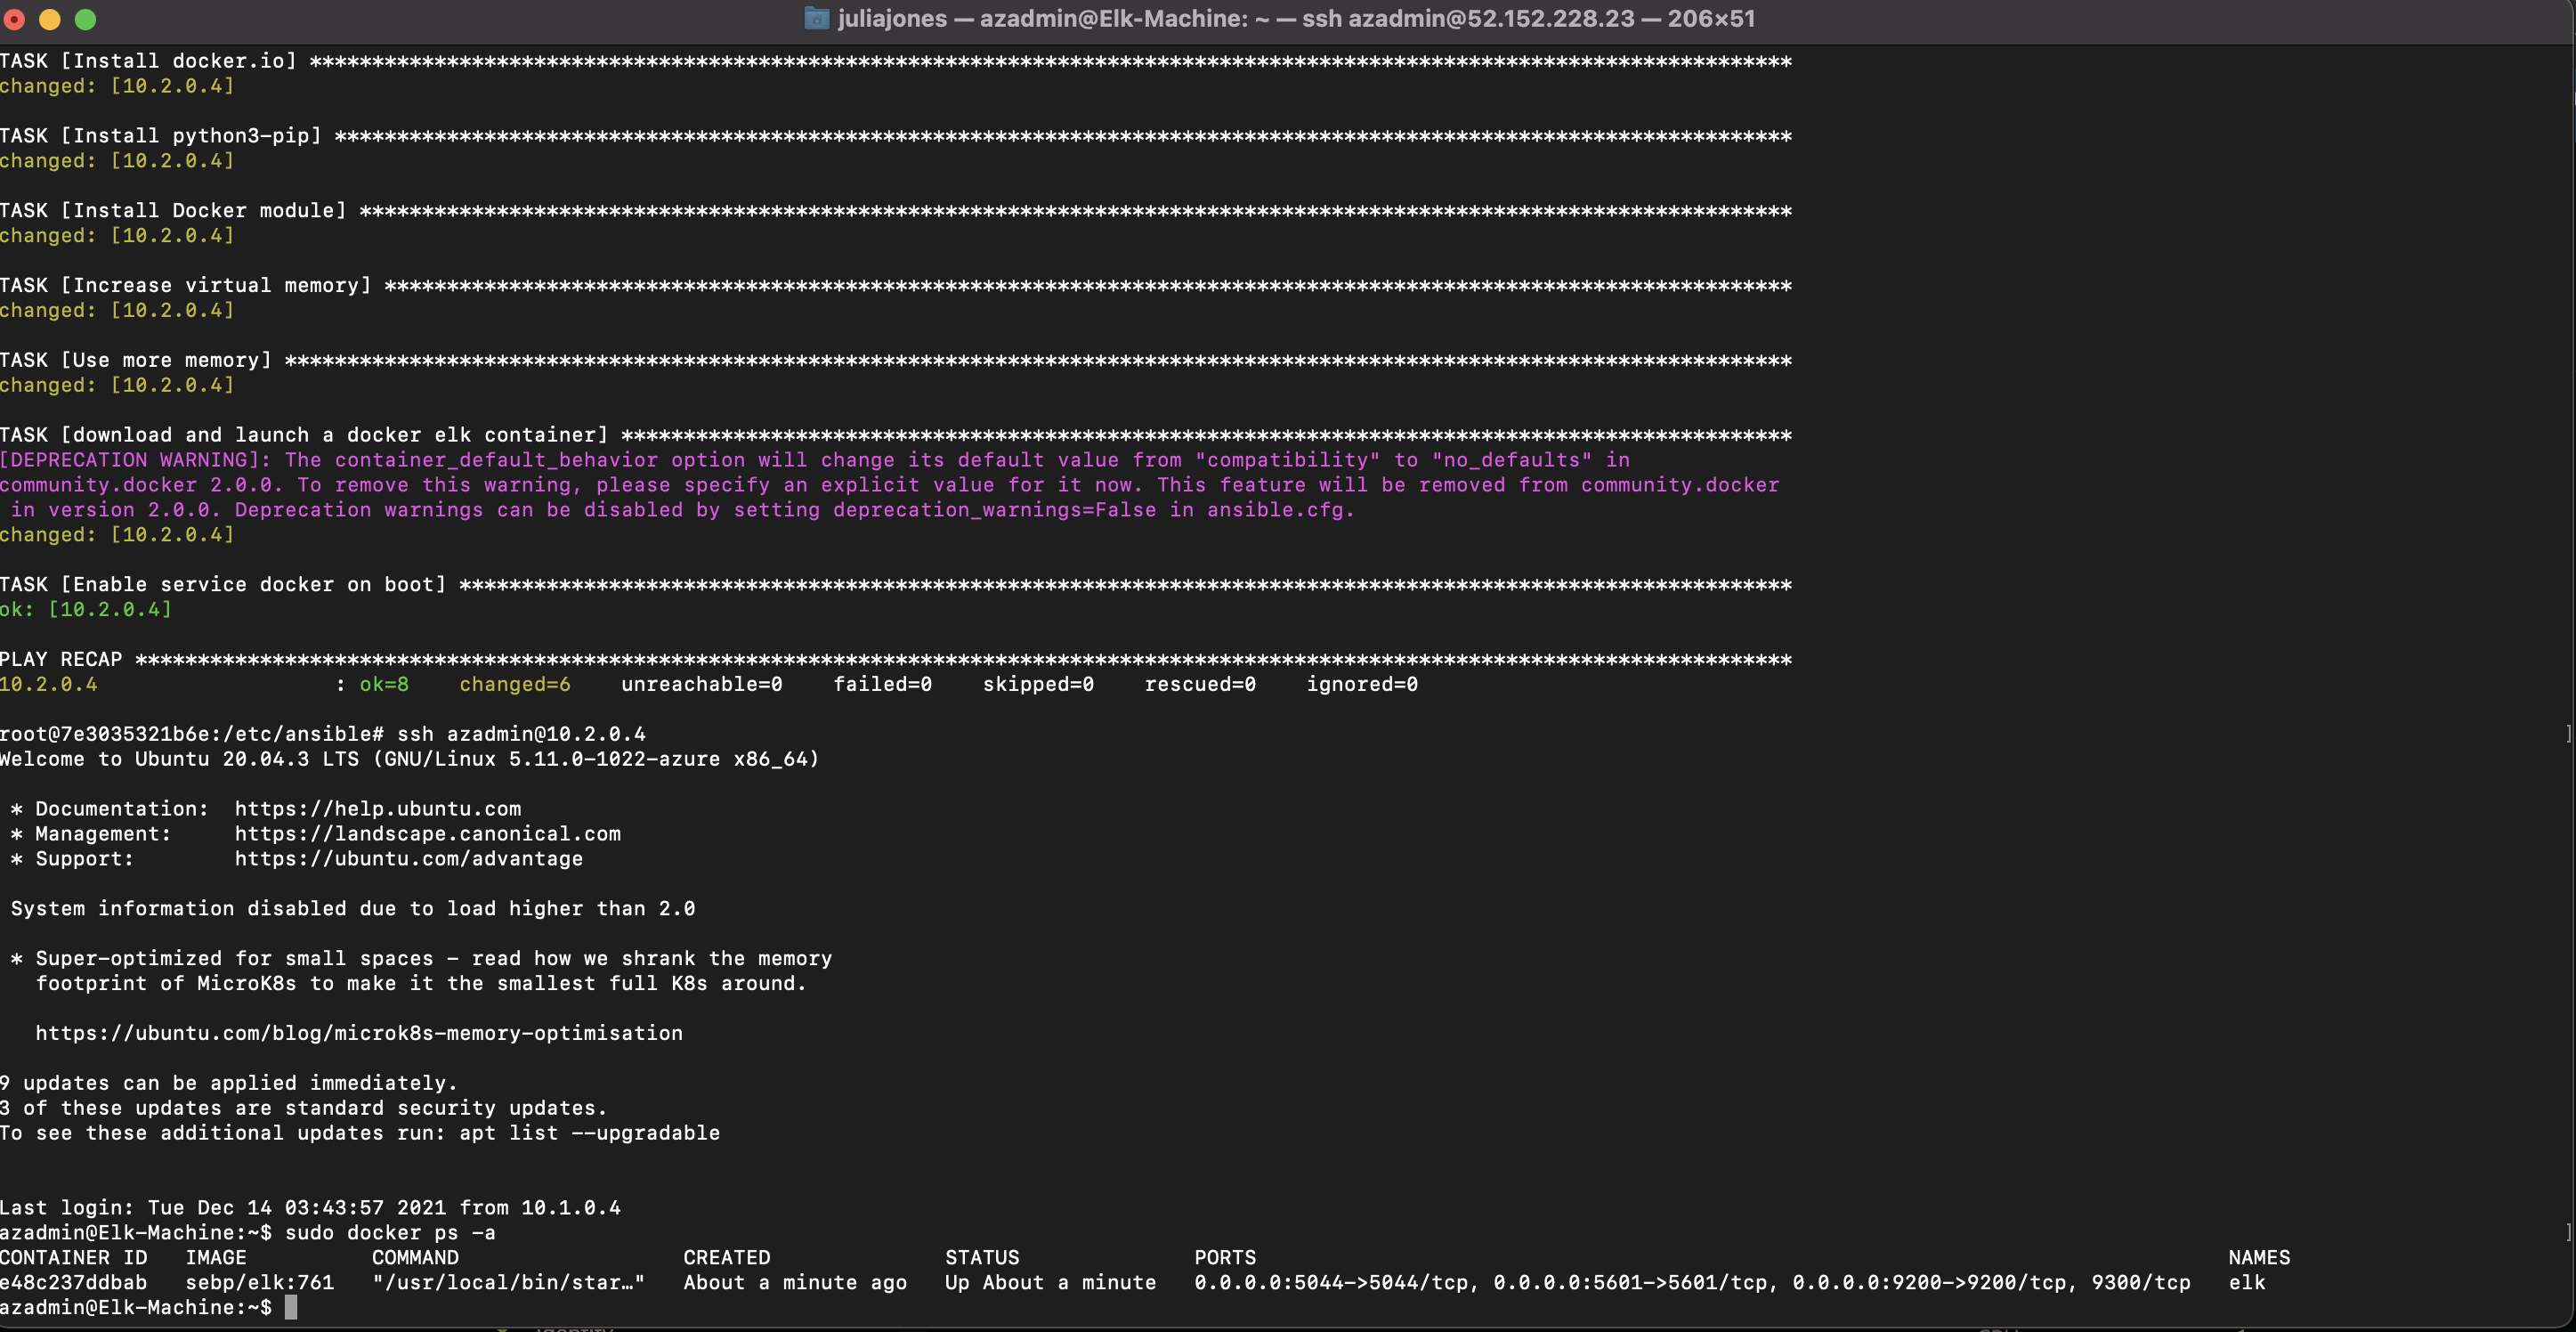 juliajones — azadmin@Elk-Machine: ~ — ssh azadmin@52.152.228.23 — 206×51
TASK [Install docker.io] ***********************************************************************************************************************
changed: [10.2.0.4]
TASK [Install python3-pip] *********************************************************************************************************************
changed: [10.2.0.4]
TASK [Install Docker module] *******************************************************************************************************************
changed: [10.2.0.4]
TASK [Increase virtual memory] *****************************************************************************************************************
changed: [10.2.0.4]
TASK [Use more memory] *************************************************************************************************************************
changed: [10.2.0.4]
TASK [download and launch a docker elk container] **********************************************************************************************
[DEPRECATION WARNING]: The container_default_behavior option will change its default value from "compatibility" to "no_defaults" in
community.docker 2.0.0. To remove this warning, please specify an explicit value for it now. This feature will be removed from community.docker
in version 2.0.0. Deprecation warnings can be disabled by setting deprecation_warnings=False in ansible.cfg.
changed: [10.2.0.4]
TASK [Enable service docker on boot] ***********************************************************************************************************
ok: [10.2.0.4]
PLAY RECAP *************************************************************************************************************************************
10.2.0.4                   : ok=8    changed=6    unreachable=0    failed=0    skipped=0    rescued=0    ignored=0
root@7e3035321b6e:/etc/ansible# ssh azadmin@10.2.0.4
Welcome to Ubuntu 20.04.3 LTS (GNU/Linux 5.11.0-1022-azure x86_64)
* Documentation:  https://help.ubuntu.com
* Management:     https://landscape.canonical.com
* Support:        https://ubuntu.com/advantage
System information disabled due to load higher than 2.0
* Super-optimized for small spaces - read how we shrank the memory
footprint of MicroK8s to make it the smallest full K8s around.
https://ubuntu.com/blog/microk8s-memory-optimisation
9 updates can be applied immediately.
3 of these updates are standard security updates.
To see these additional updates run: apt list --upgradable
Last login: Tue Dec 14 03:43:57 2021 from 10.1.0.4
azadmin@Elk-Machine:~$ sudo docker ps -a
CONTAINER ID   IMAGE          COMMAND                  CREATED              STATUS              PORTS                                                                              NAMES
e48c237ddbab   sebp/elk:761   "/usr/local/bin/star…"   About a minute ago   Up About a minute   0.0.0.0:5044->5044/tcp, 0.0.0.0:5601->5601/tcp, 0.0.0.0:9200->9200/tcp, 9300/tcp   elk
azadmin@Elk-Machine:~$